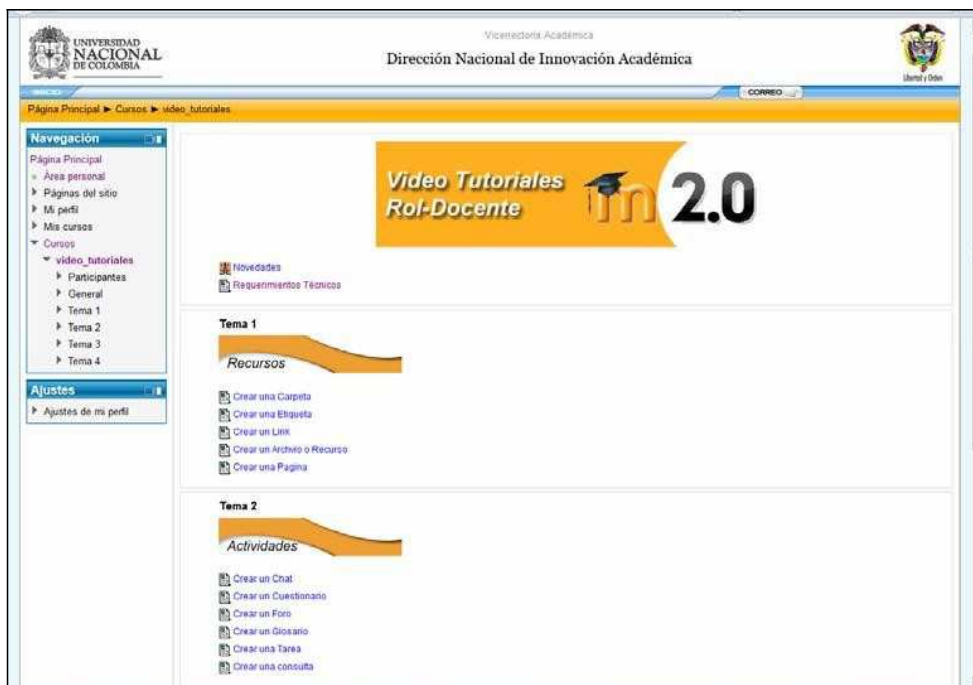 UNIVERSIDAD
NACIONAL
DE COLOMBIA
Vicerrectoría Académica
Dirección Nacional de Innovación Académica
Libertad y Orden
INICIO
CORREO
Página Principal ► Cursos ► video_tutoriales
Navegación
Página Principal
Área personal
Páginas del sitio
Mi perfil
Mis cursos
Cursos
video_tutoriales
Participantes
General
Tema 1
Tema 2
Tema 3
Tema 4
Ajustes
Ajustes de mi perfil
Video Tutoriales
Rol-Docente
m 2.0
Novedades
Requerimientos Técnicos
Tema 1
Recursos
Crear una Carpeta
Crear una Etiqueta
Crear un Link
Crear un Archivo o Recurso
Crear una Pagina
Tema 2
Actividades
Crear un Chat
Crear un Cuestionario
Crear un Foro
Crear un Glosario
Crear una Tarea
Crear una consulta